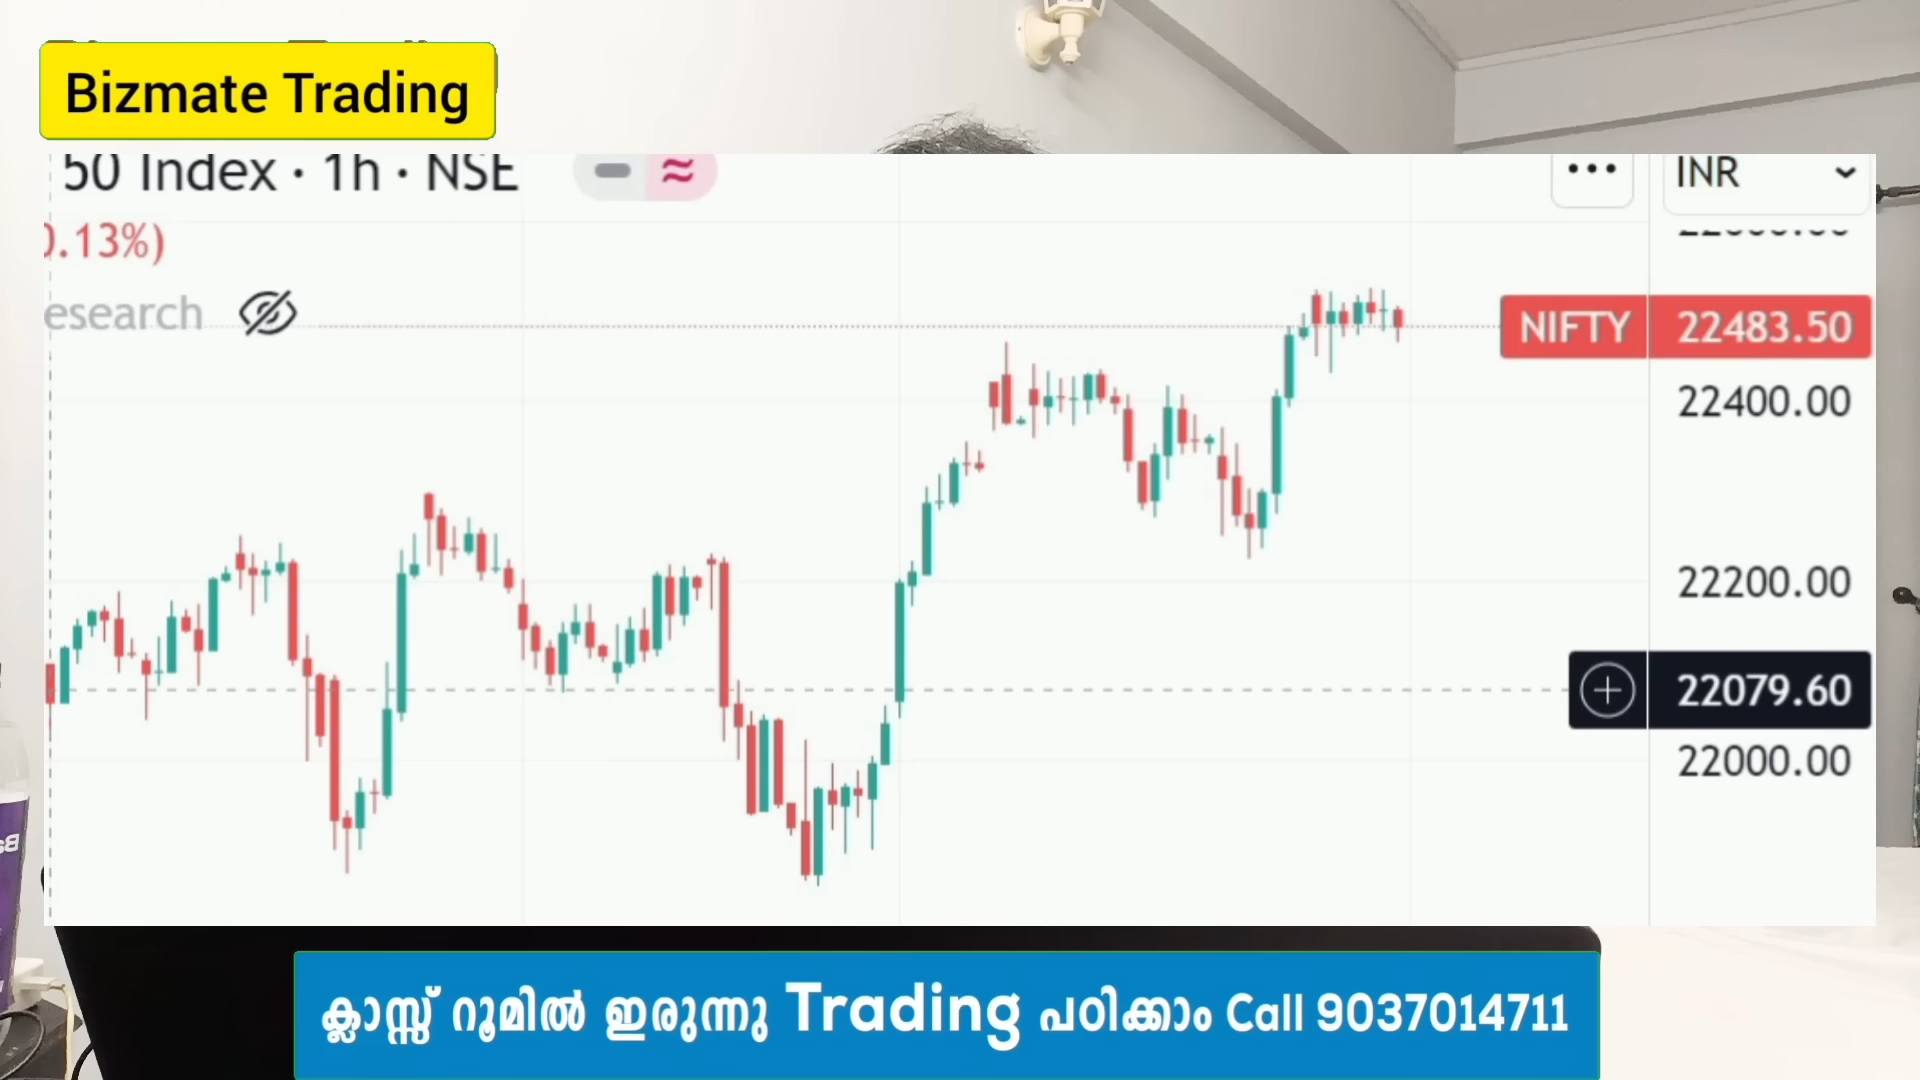 Bizmate Trading
50 Index · 1h · NSE
INR
0.13%)
esearch
NIFTY 22483.50
22400.00
22200.00
22079.60
22000.00
ക്ലാസ്സ് റൂമിൽ ഇരുന്നു Trading പഠിക്കാം Call 9037014711